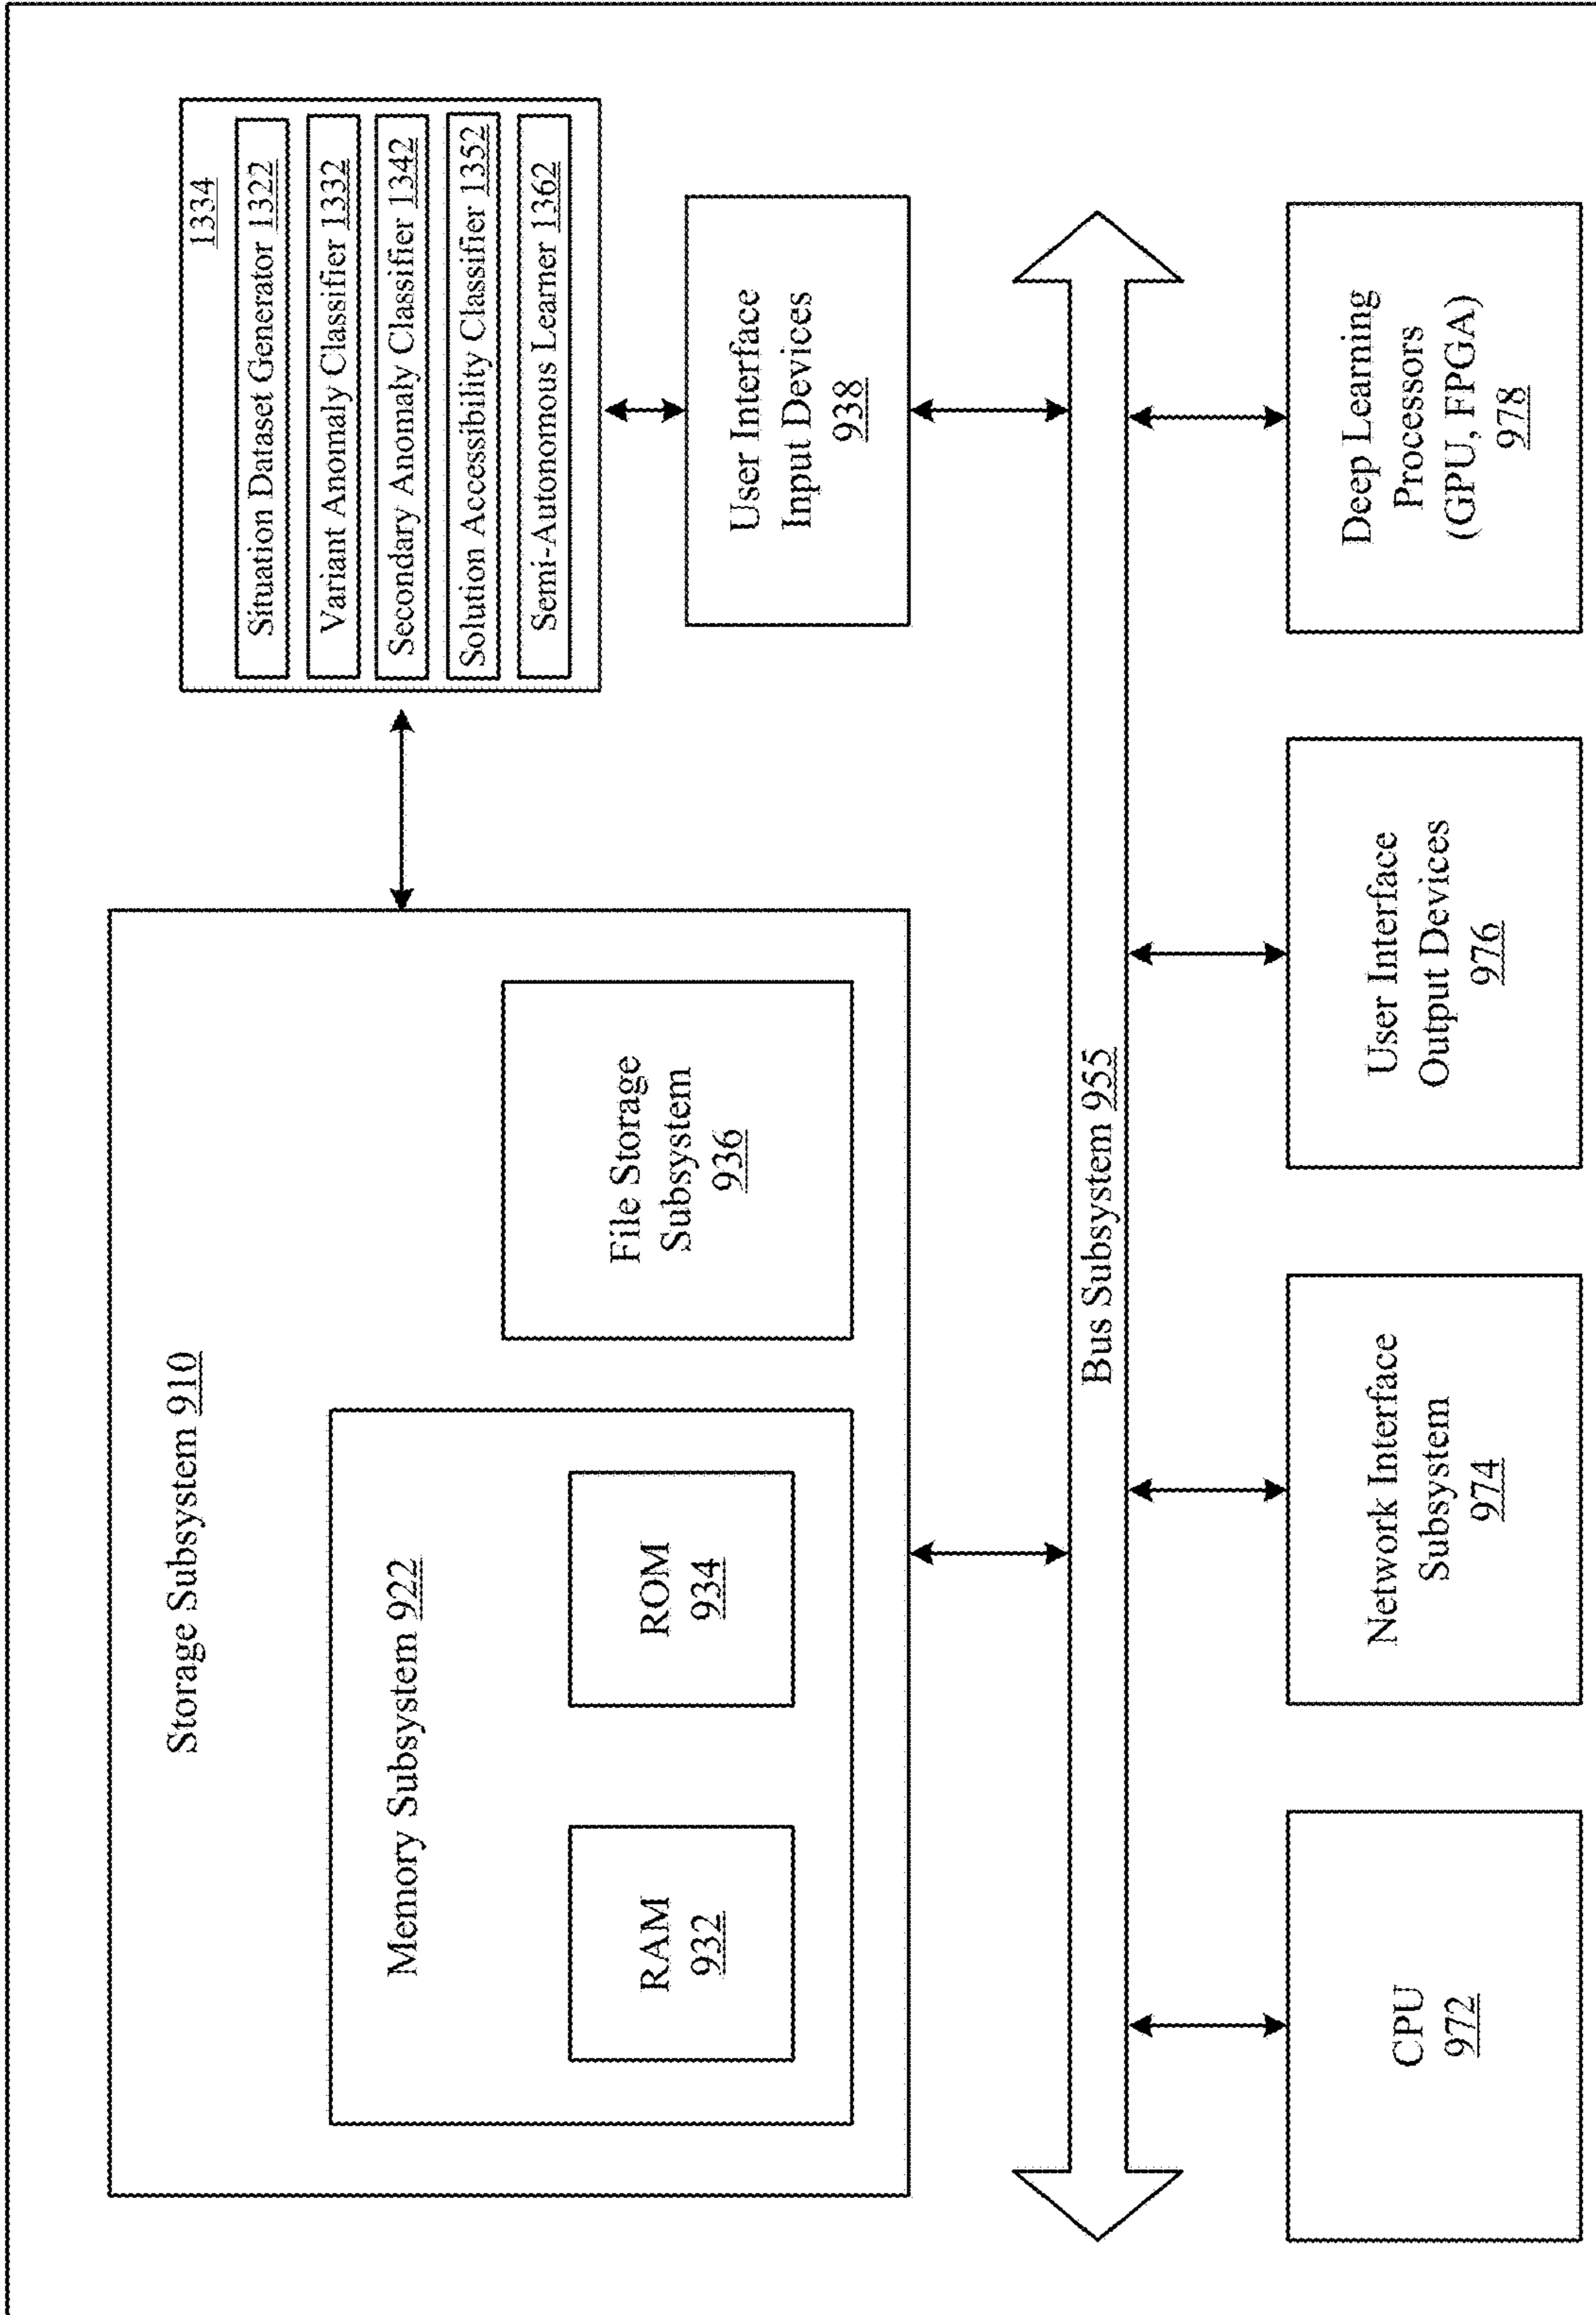 Storage Subsystem 910
Memory Subsystem 922
RAM
932
ROM
934
File Storage
Subsystem
936
1334
Situation Dataset Generator 1322
Variant Anomaly Classifier 1332
Secondary Anomaly Classifier 1342
Solution Accessibility Classifier 1352
Semi-Autonomous Learner 1362
User Interface
Input Devices
938
Bus Subsystem 955
CPU
972
Network Interface
Subsystem
974
User Interface
Output Devices
976
Deep Learning
Processors
(GPU, FPGA)
978